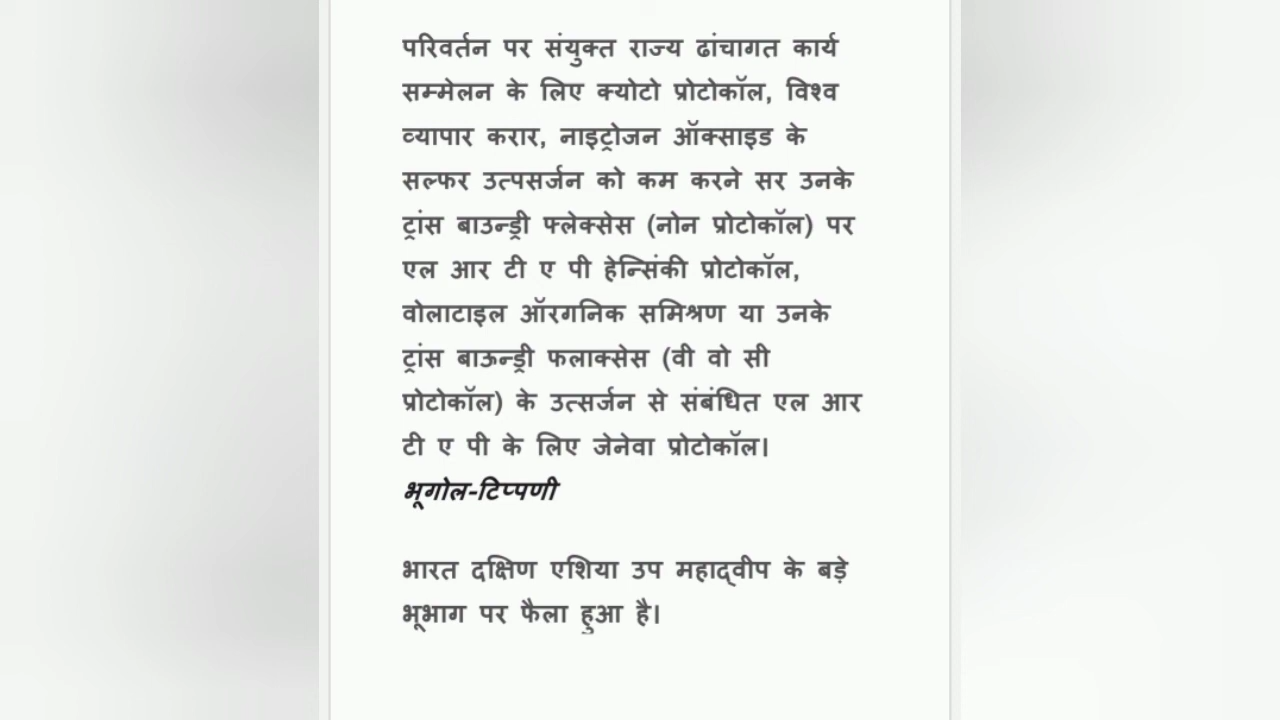 परिवर्तन पर संयुक्त राज्य ढांचागत कार्य
सम्मेलन के लिए क्योटो प्रोटोकॉल, विश्व
व्यापार करार, नाइट्रोजन ऑक्साइड के
सल्फर उत्पसर्जन को कम करने सर उनके
ट्रांस बाउन्ड्री फ्लेक्सेस (नोन प्रोटोकॉल) पर
एल आर टी ए पी हेन्सिंकी प्रोटोकॉल,
वोलाटाइल ऑरगनिक समिश्रण या उनके
ट्रांस बाऊन्ड्री फलाक्सेस (वी वो सी
प्रोटोकॉल) के उत्सर्जन से संबंधित एल आर
टी ए पी के लिए जेनेवा प्रोटोकॉल।
भूगोल-टिप्पणी
भारत दक्षिण एशिया उप महाद्वीप के बड़े
भूभाग पर फैला हुआ है।